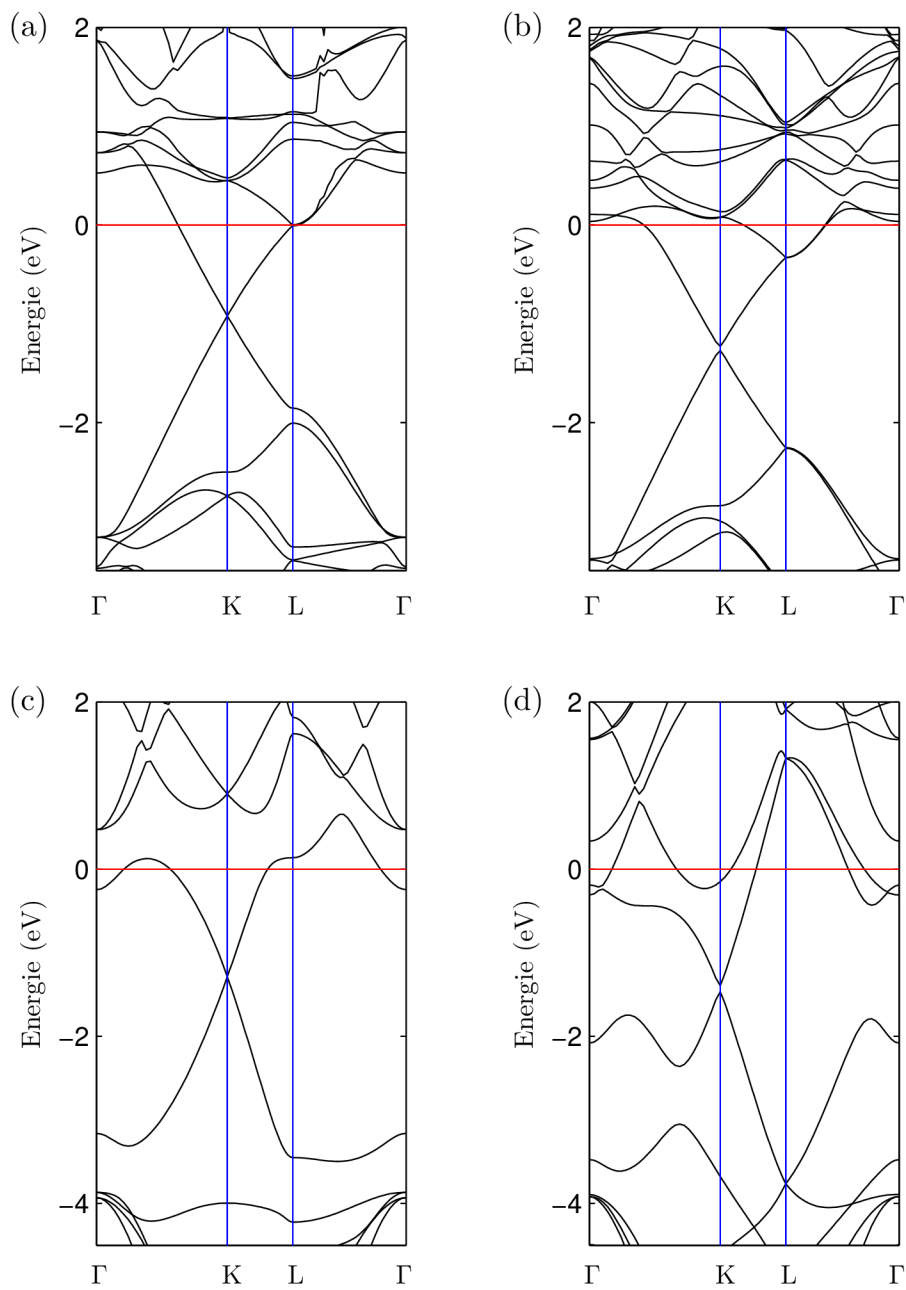 (a)
2
0
−2
Energie (eV)
Γ K L Γ
(b)
2
0
−2
Energie (eV)
Γ K L Γ
(c)
2
0
−2
−4
Energie (eV)
Γ K L Γ
(d)
2
0
−2
−4
Energie (eV)
Γ K L Γ